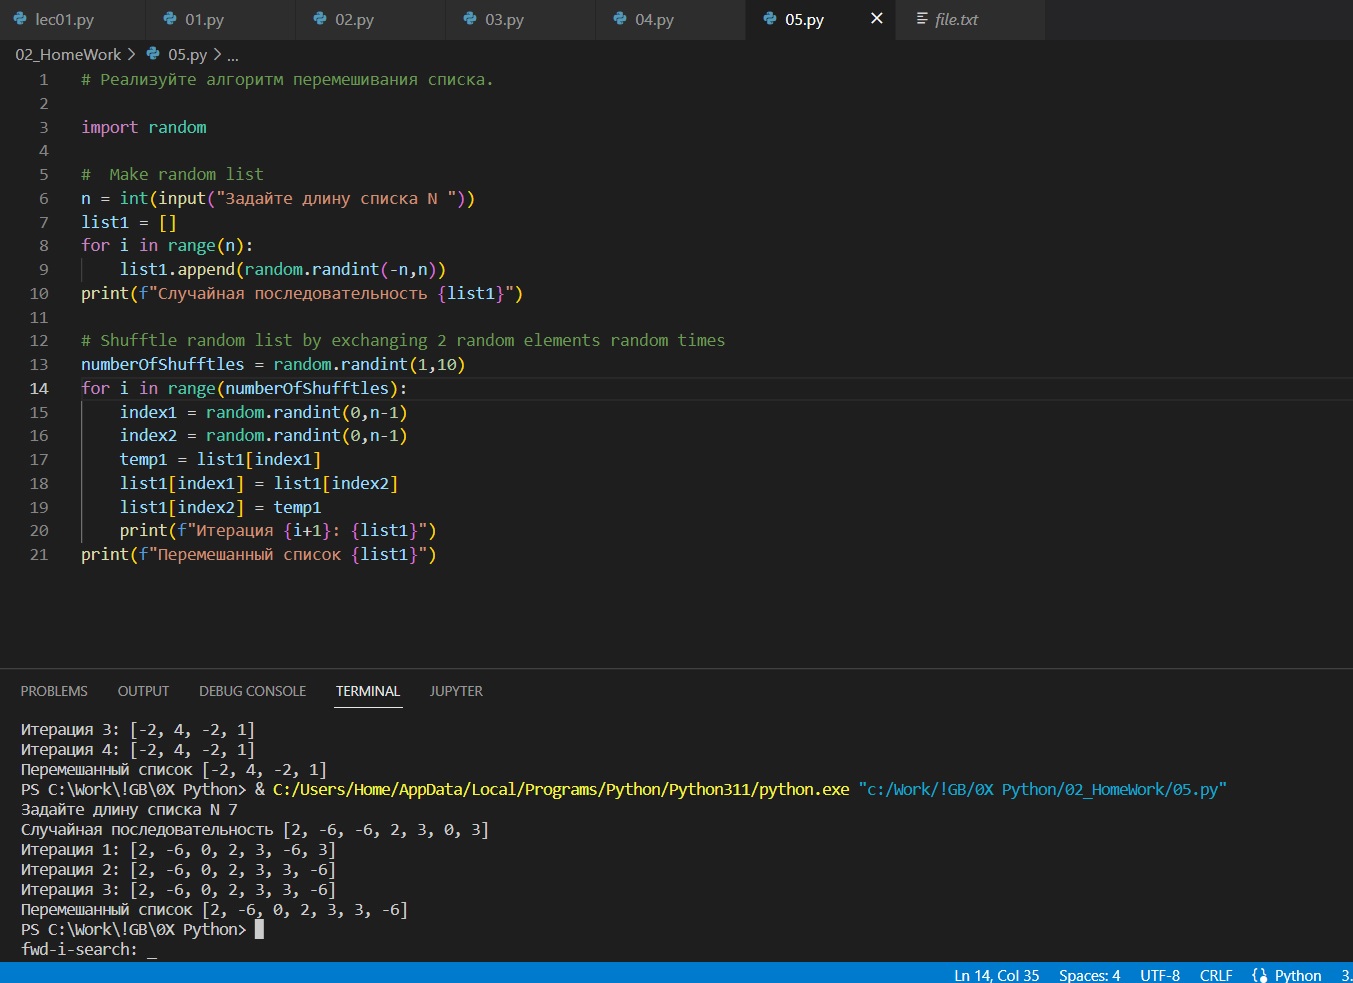 lec01.py 01.py 02.py 03.py 04.py 05.py × file.txt
02_HomeWork > 05.py > ...
1 # Реализуйте алгоритм перемешивания списка.
2
3 import random
4
5 #  Make random list
6 n = int(input("Задайте длину списка N "))
7 list1 = []
8 for i in range(n):
9     list1.append(random.randint(-n,n))
10 print(f"Случайная последовательность {list1}")
11
12 # Shufftle random list by exchanging 2 random elements random times
13 numberOfShufftles = random.randint(1,10)
14 for i in range(numberOfShufftles):
15     index1 = random.randint(0,n-1)
16     index2 = random.randint(0,n-1)
17     temp1 = list1[index1]
18     list1[index1] = list1[index2]
19     list1[index2] = temp1
20     print(f"Итерация {i+1}: {list1}")
21 print(f"Перемешанный список {list1}")
PROBLEMS OUTPUT DEBUG CONSOLE TERMINAL JUPYTER
Итерация 3: [-2, 4, -2, 1]
Итерация 4: [-2, 4, -2, 1]
Перемешанный список [-2, 4, -2, 1]
PS C:\Work\!GB\0X Python> & C:/Users/Home/AppData/Local/Programs/Python/Python311/python.exe "c:/Work/!GB/0X Python/02_HomeWork/05.py"
Задайте длину списка N 7
Случайная последовательность [2, -6, -6, 2, 3, 0, 3]
Итерация 1: [2, -6, 0, 2, 3, -6, 3]
Итерация 2: [2, -6, 0, 2, 3, 3, -6]
Итерация 3: [2, -6, 0, 2, 3, 3, -6]
Перемешанный список [2, -6, 0, 2, 3, 3, -6]
PS C:\Work\!GB\0X Python>
fwd-i-search: _
Ln 14, Col 35 Spaces: 4 UTF-8 CRLF Python 3.